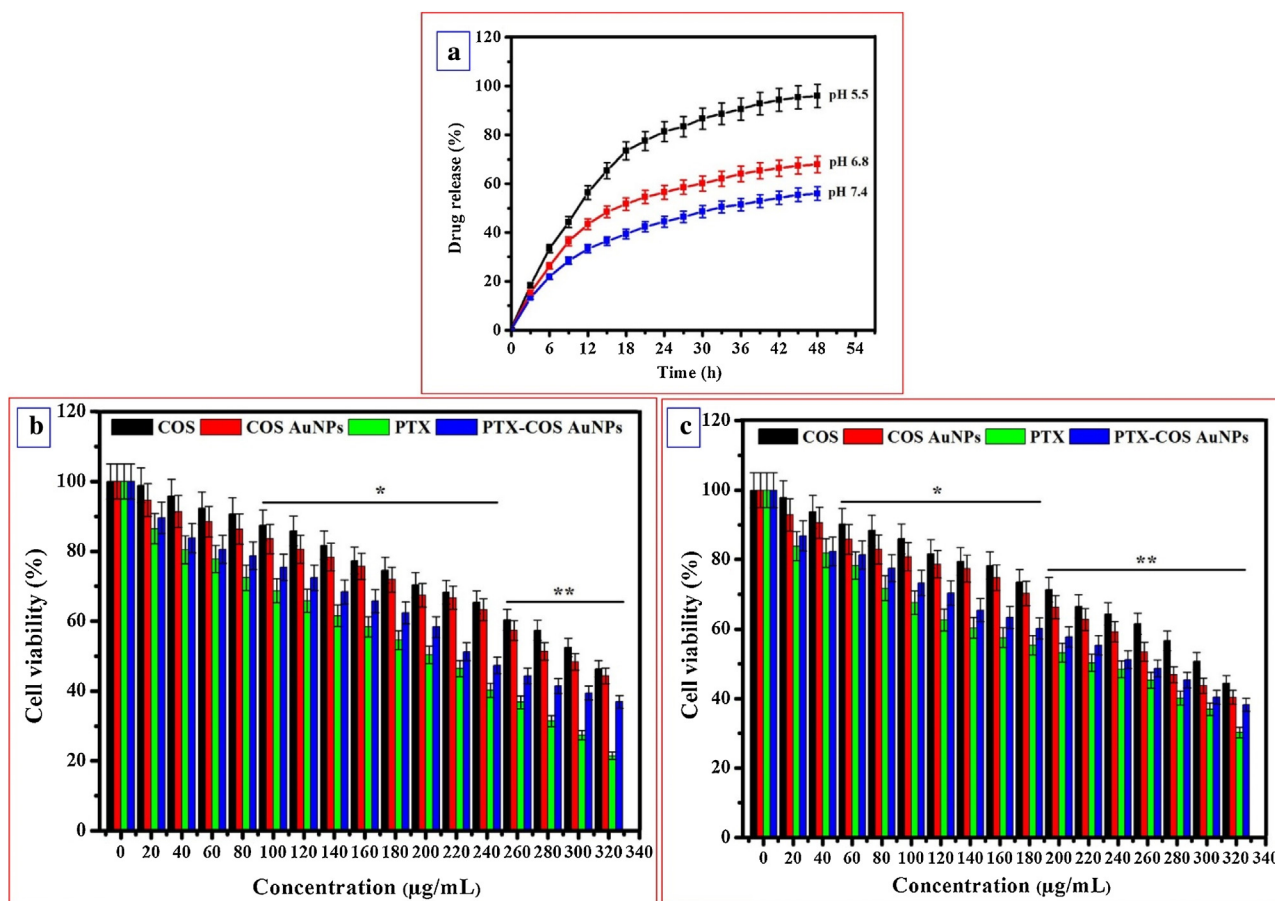 a
120
100
80
60
40
20
0
Drug release (%)
pH 5.5
pH 6.8
pH 7.4
0 6 12 18 24 30 36 42 48 54
Time (h)
b
COS COS AuNPs PTX PTX-COS AuNPs
120
100
80
60
40
20
0
Cell viability (%)
*
**
0 20 40 60 80 100 120 140 160 180 200 220 240 260 280 300 320 340
Concentration (µg/mL)
c
COS COS AuNPs PTX PTX-COS AuNPs
120
100
80
60
40
20
0
Cell viability (%)
*
**
0 20 40 60 80 100 120 140 160 180 200 220 240 260 280 300 320 340
Concentration (µg/mL)